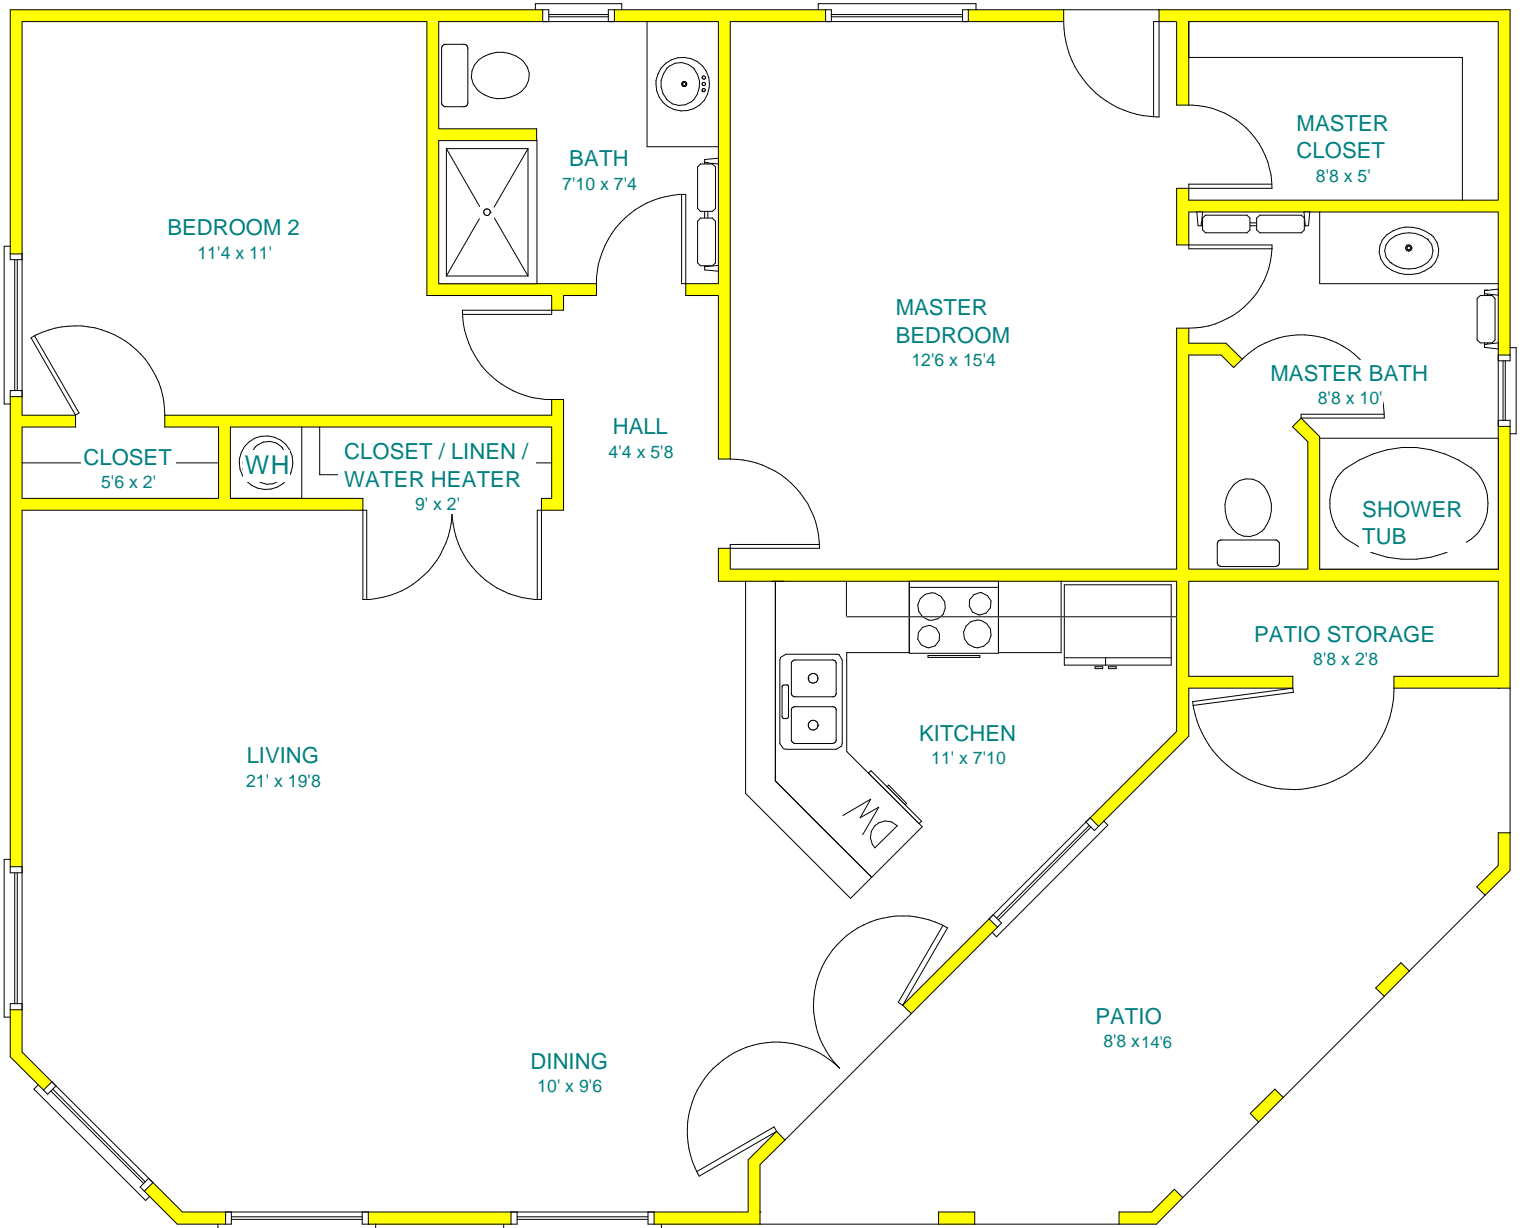 BATH
7'10 x 7'4
MASTER
CLOSET
8'8 x 5'
BEDROOM 2
11'4 x 11'
MASTER
BEDROOM
12'6 x 15'4
MASTER BATH
8'8 x 10'
HALL
4'4 x 5'8
CLOSET
5'6 x 2'
WH
CLOSET / LINEN /
WATER HEATER
9' x 2'
SHOWER
TUB
PATIO STORAGE
8'8 x 2'8
KITCHEN
11' x 7'10
LIVING
21' x 19'8
DW
PATIO
8'8 x14'6
DINING
10' x 9'6